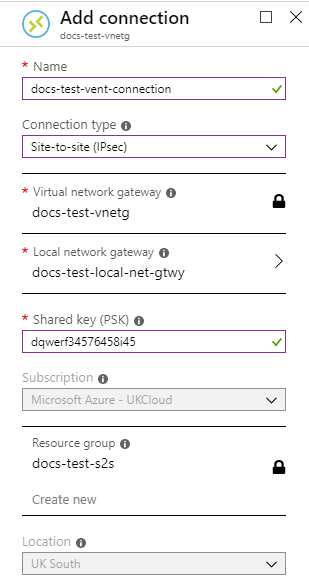 Add connection
docs-test-vnetg
* Name
docs-test-vent-connection
Connection type
Site-to-site (IPsec)
* Virtual network gateway
docs-test-vnetg
* Local network gateway
docs-test-local-net-gtwy
* Shared key (PSK)
dqwerf34576458i45
Subscription
Microsoft Azure - UKCloud
Resource group
docs-test-s2s
Create new
Location
UK South